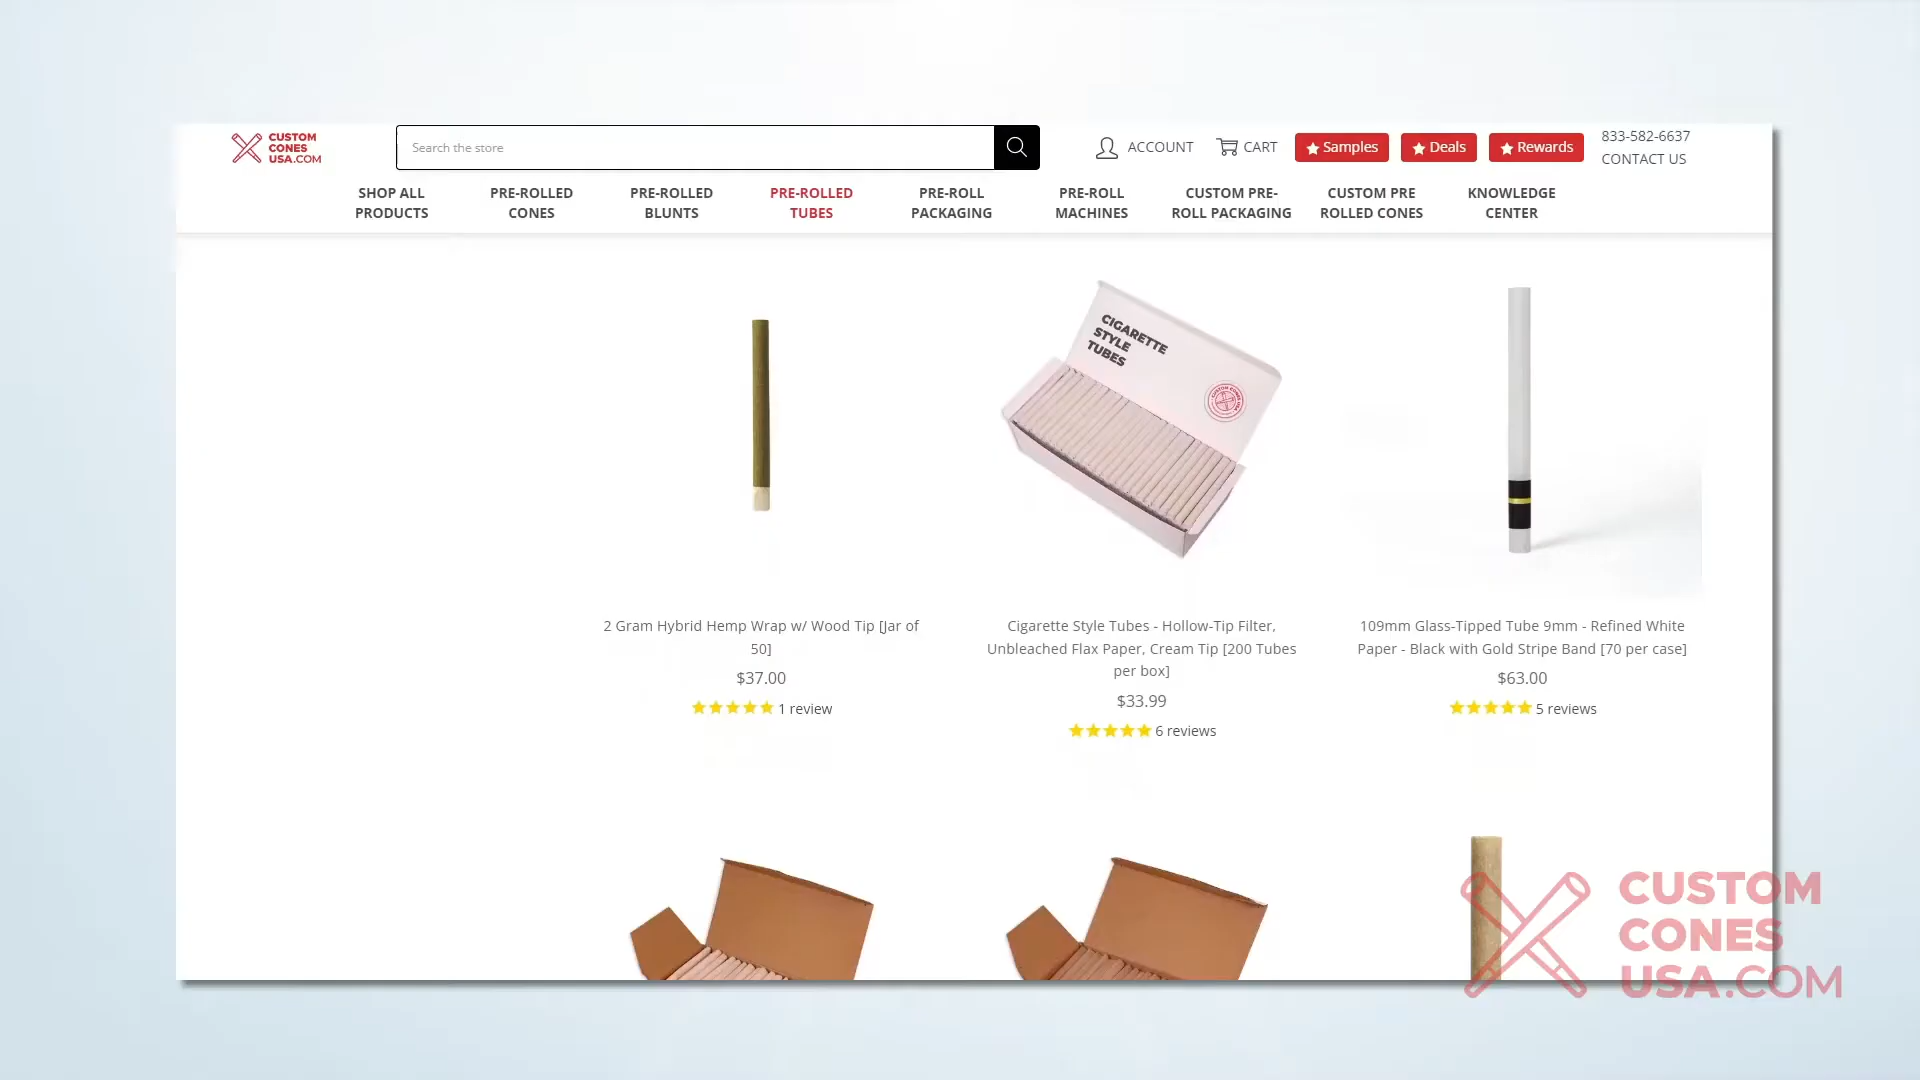 CUSTOM
CONES
USA.COM
Search the store
ACCOUNT
CART
Samples
Deals
Rewards
833-582-6637
CONTACT US
SHOP ALL
PRODUCTS
PRE-ROLLED
CONES
PRE-ROLLED
BLUNTS
PRE-ROLLED
TUBES
PRE-ROLL
PACKAGING
PRE-ROLL
MACHINES
CUSTOM PRE-
ROLL PACKAGING
CUSTOM PRE
ROLLED CONES
KNOWLEDGE
CENTER
CIGARETTE
STYLE
TUBES
2 Gram Hybrid Hemp Wrap w/ Wood Tip [Jar of
50]
$37.00
1 review
Cigarette Style Tubes - Hollow-Tip Filter,
Unbleached Flax Paper, Cream Tip [200 Tubes
per box]
$33.99
6 reviews
109mm Glass-Tipped Tube 9mm - Refined White
Paper - Black with Gold Stripe Band [70 per case]
$63.00
5 reviews
CUSTOM
CONES
USA.COM